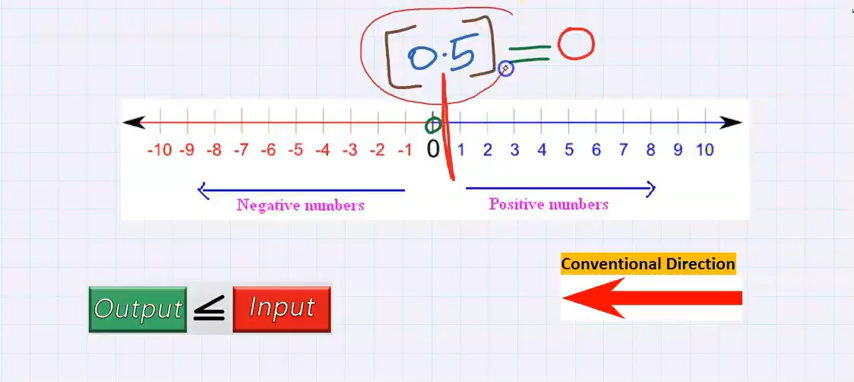 [0.5] = 0
-10 -9 -8 -7 -6 -5 -4 -3 -2 -1 0 1 2 3 4 5 6 7 8 9 10
Negative numbers Positive numbers
Conventional Direction
Output ≤ Input